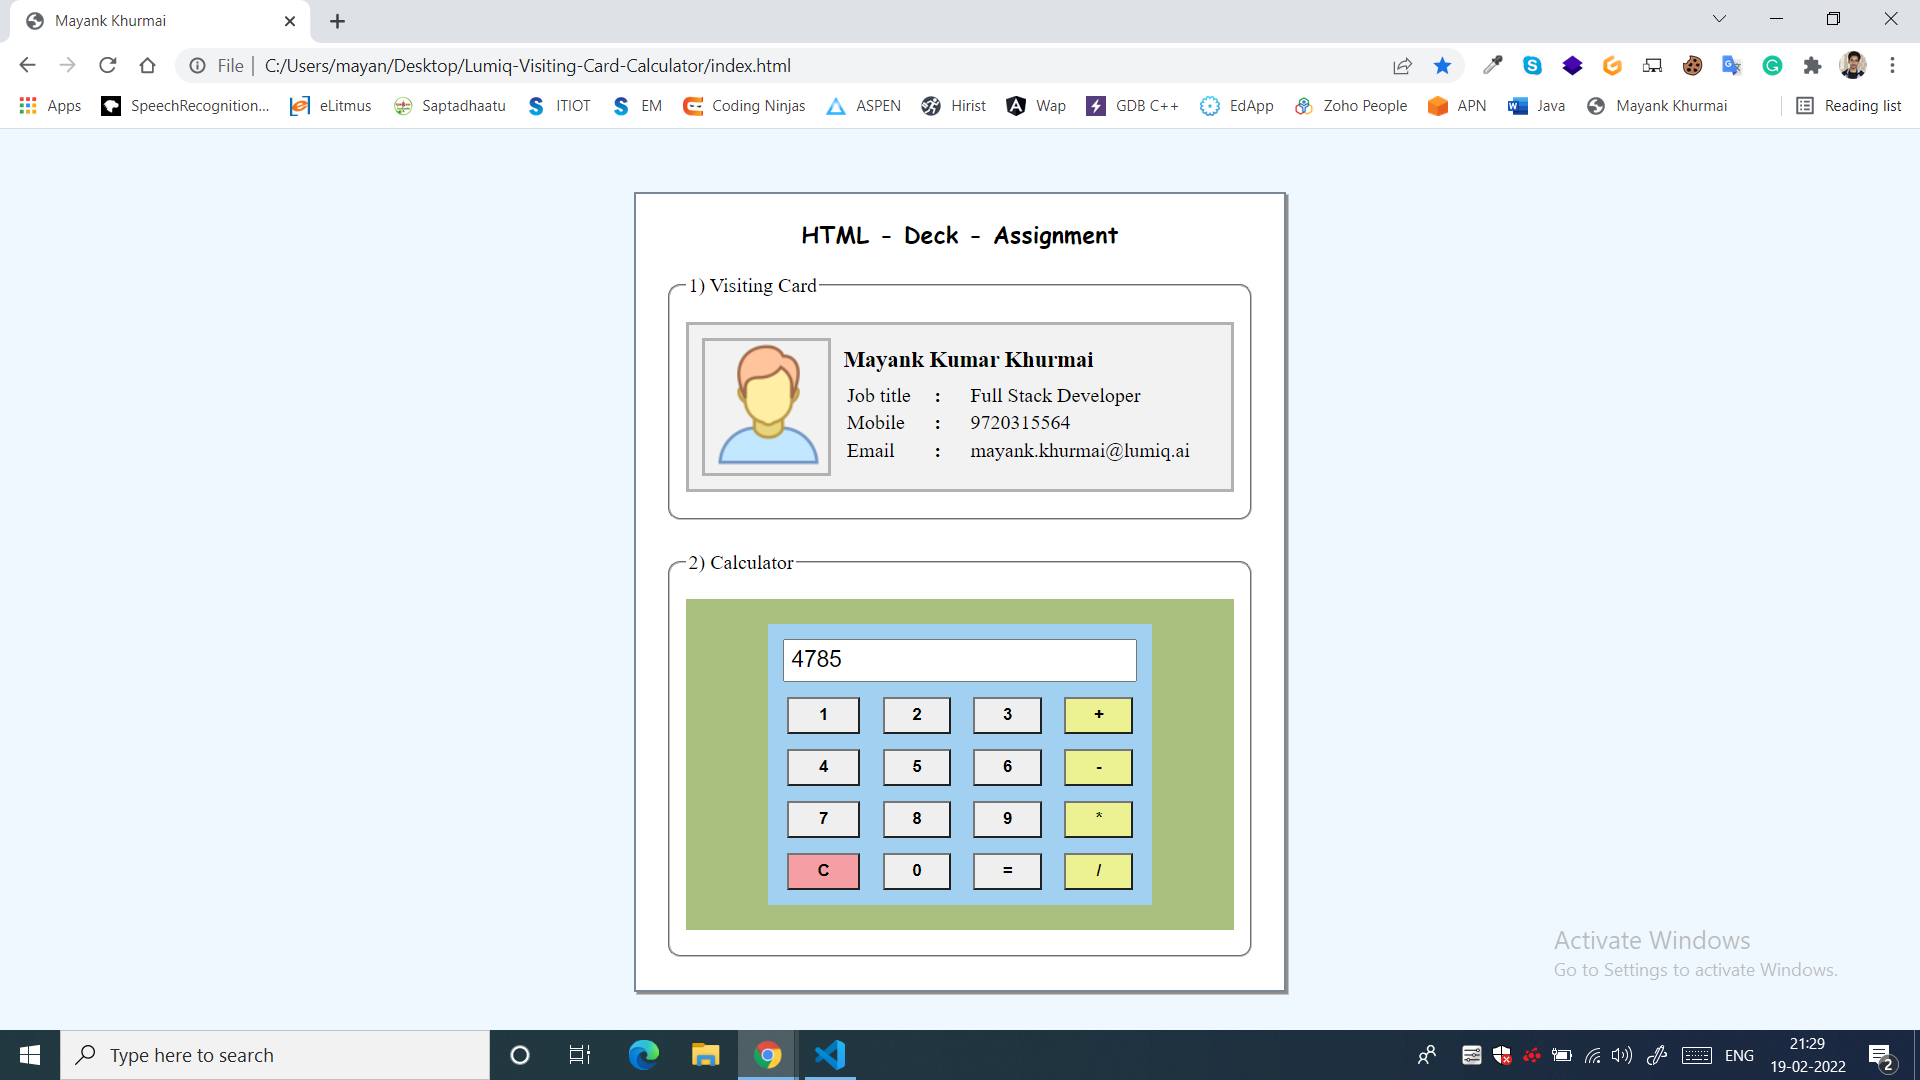 Mayank Khurmai
File | C:/Users/mayan/Desktop/Lumiq-Visiting-Card-Calculator/index.html
Apps SpeechRecognition... eLitmus Saptadhaatu ITIOT EM Coding Ninjas ASPEN Hirist Wap GDB C++ EdApp Zoho People APN Java Mayank Khurmai Reading list
HTML - Deck - Assignment
1) Visiting Card
Mayank Kumar Khurmai
Job title : Full Stack Developer
Mobile : 9720315564
Email : mayank.khurmai@lumiq.ai
2) Calculator
4785
1 2 3 +
4 5 6 -
7 8 9 *
C 0 = /
Activate Windows
Go to Settings to activate Windows.
Type here to search
ENG
21:29
19-02-2022
2